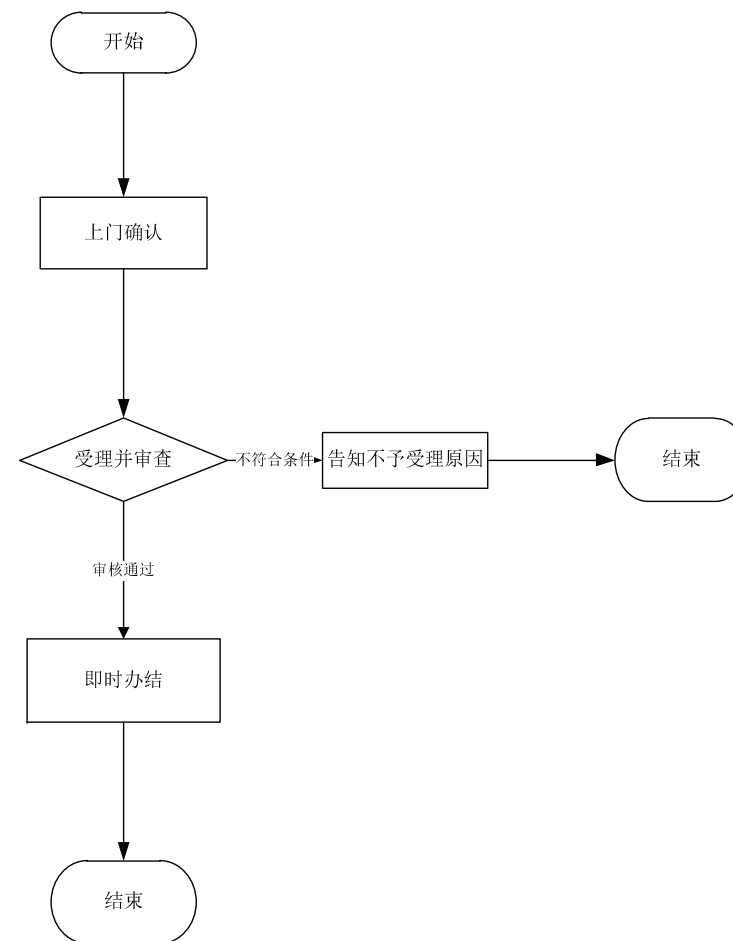 开始
上门确认
受理并审查
不符合条件
告知不予受理原因
结束
审核通过
即时办结
结束